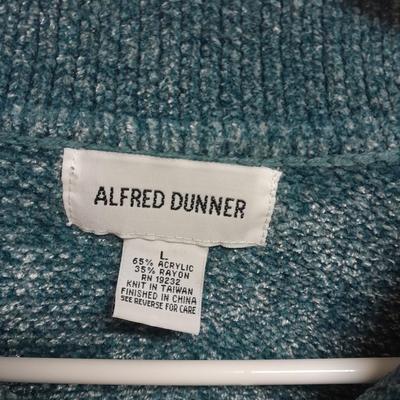 ALFRED DUNNER
L
65% ACRYLIC
35% RAYON
RN 19232
KNIT IN TAIWAN
FINISHED IN CHINA
SEE REVERSE FOR CARE